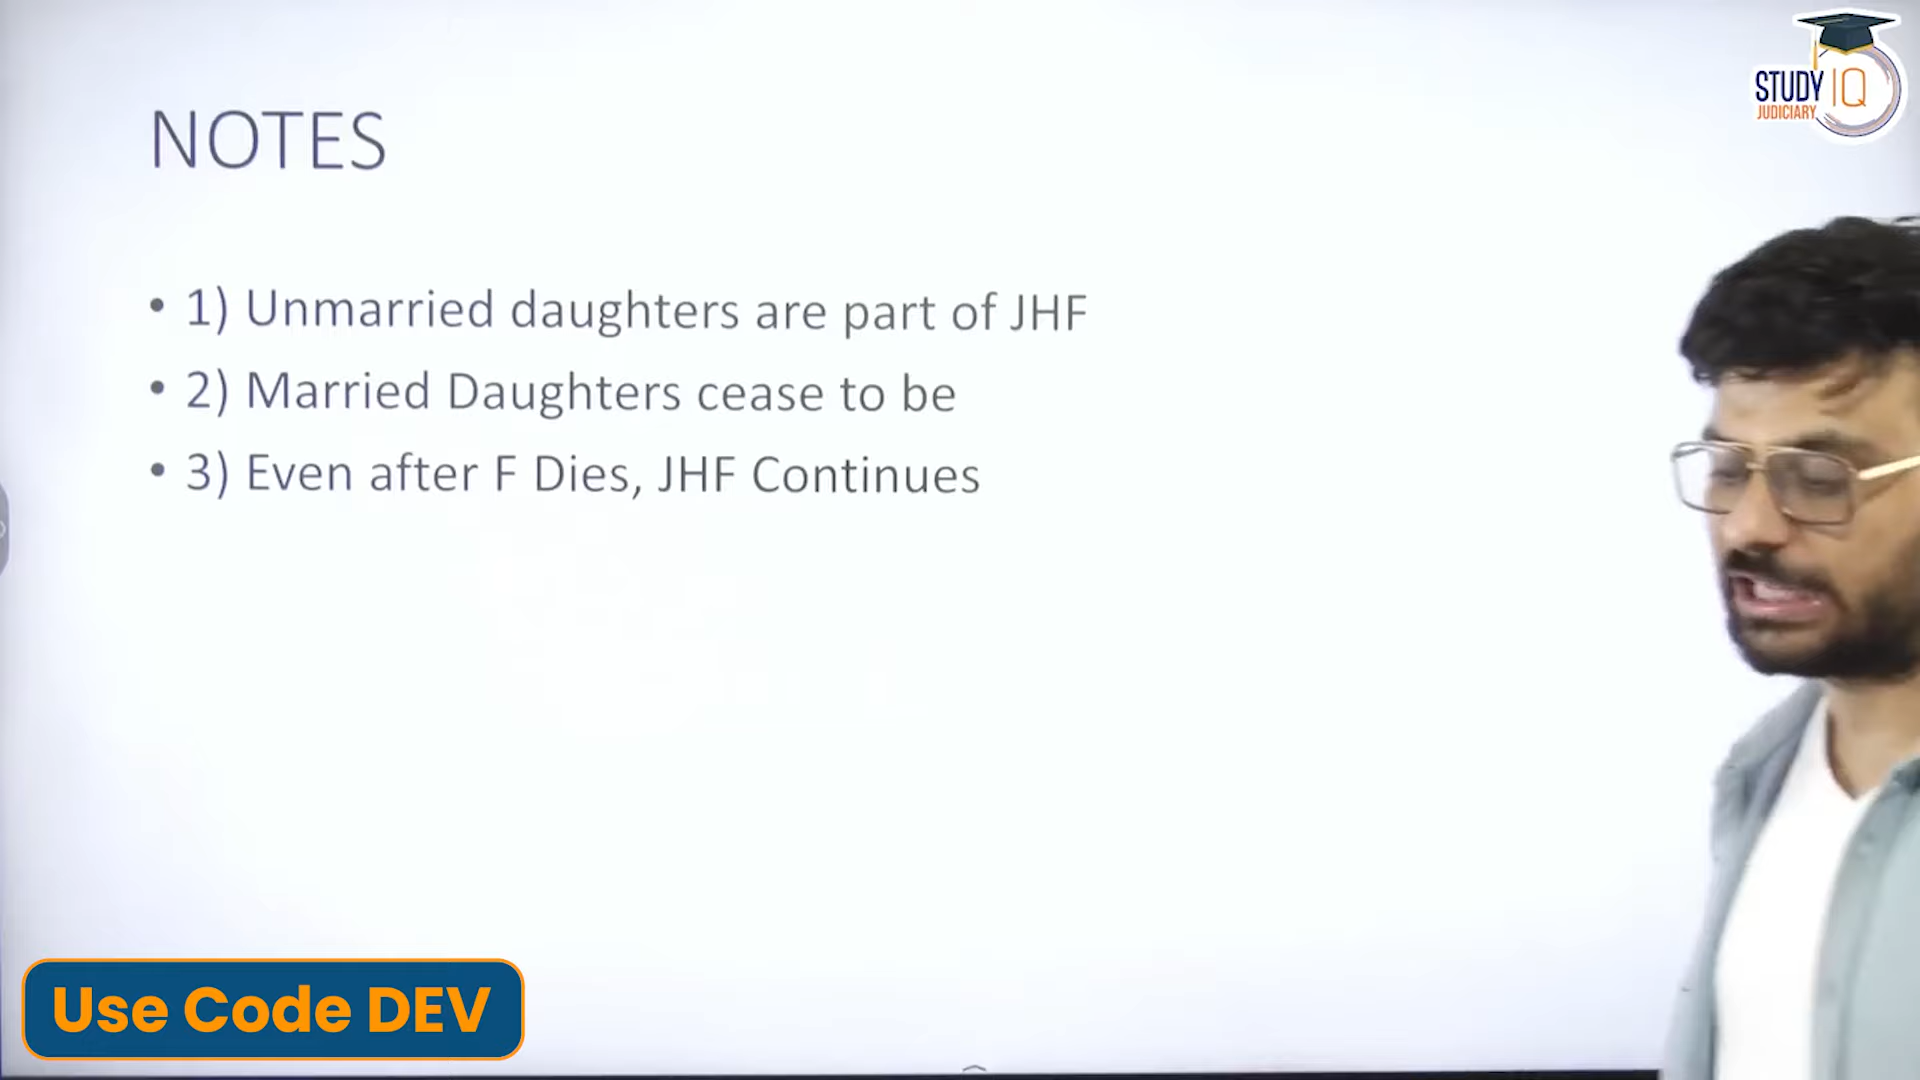 STUDY IQ
JUDICIARY
NOTES
• 1) Unmarried daughters are part of JHF
• 2) Married Daughters cease to be
• 3) Even after F Dies, JHF Continues
Use Code DEV